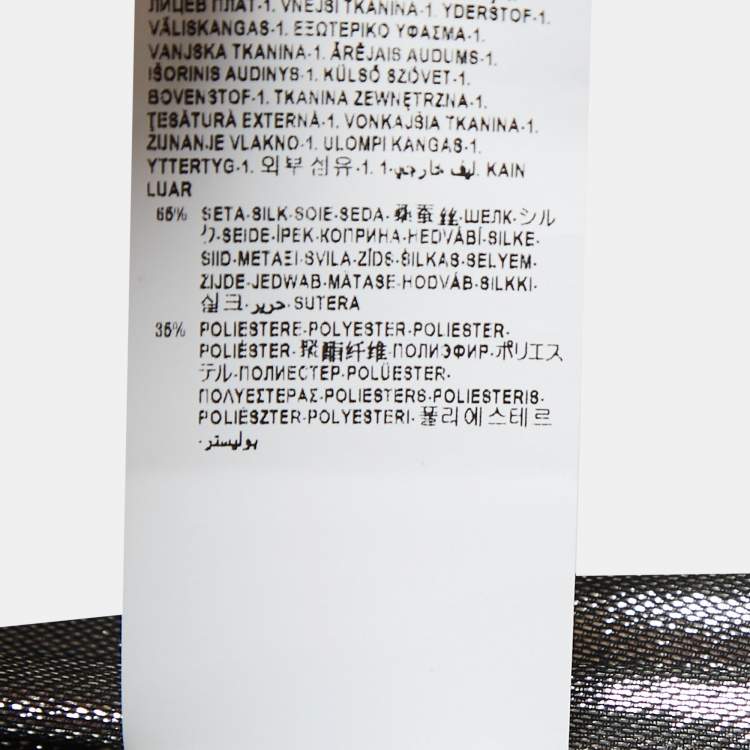 ЛИЦЕВ ПЛАТ-1. VNĚJŠÍ TKANINA-1. YDERSTOF-1.
VÄLISKANGAS-1. ΕΞΩΤΕΡΙΚΟ ΥΦΑΣΜΑ-1.
VANJSKA TKANINA-1. ĀRĒJAIS AUDUMS-1.
IŠORINIS AUDINYS-1. KÜLSŐ SZÖVET-1.
BOVENSTOF-1. TKANINA ZEWNĘTRZNA-1.
ŢESĂTURĂ EXTERNĂ-1. VONKAJŠIA TKANINA-1.
ZUNANJE VLAKNO-1. ULOMPI KANGAS-1.
YTTERTYG-1. 외부 섬유-1. ليف خارجي-1. KAIN
LUAR
65% SETA-SILK-SOIE-SEDA-桑蚕丝-ШЕЛК-シル
ク-SEIDE-İPEK-КОПРИНА-HEDVÁBÍ-SILKE-
SIID-ΜΕΤΑΞΙ-SVILA-ZĪDS-ŠILKAS-SELYEM-
ZIJDE-JEDWAB-MĂTASE-HODVÁB-SILKKI-
실크-حرير-SUTERA
35% POLIESTERE-POLYESTER-POLIESTER-
POLIÉSTER-聚酯纤维-ПОЛИЭФИР-ポリエス
テル-ПОЛИЕСТЕР-POLÜESTER-
ΠΟΛΥΕΣΤΕΡΑΣ-POLIESTERS-POLIESTERIS-
POLIÉSZTER-POLYESTERI-폴리에스테르
-بوليستر